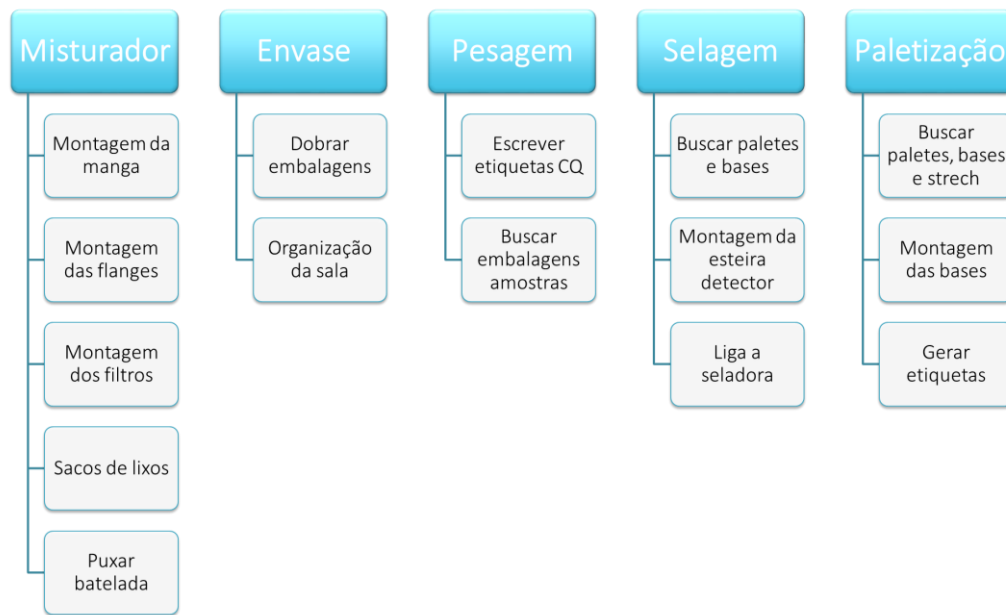 Misturador
Montagem da
manga
Montagem
das flanges
Montagem
dos filtros
Sacos de lixos
Puxar
batelada
Envase
Dobrar
embalagens
Organização
da sala
Pesagem
Escrever
etiquetas CQ
Buscar
embalagens
amostras
Selagem
Buscar paletes
e bases
Montagem da
esteira
detector
Liga a
seladora
Paletização
Buscar
paletes, bases
e strech
Montagem
das bases
Gerar
etiquetas